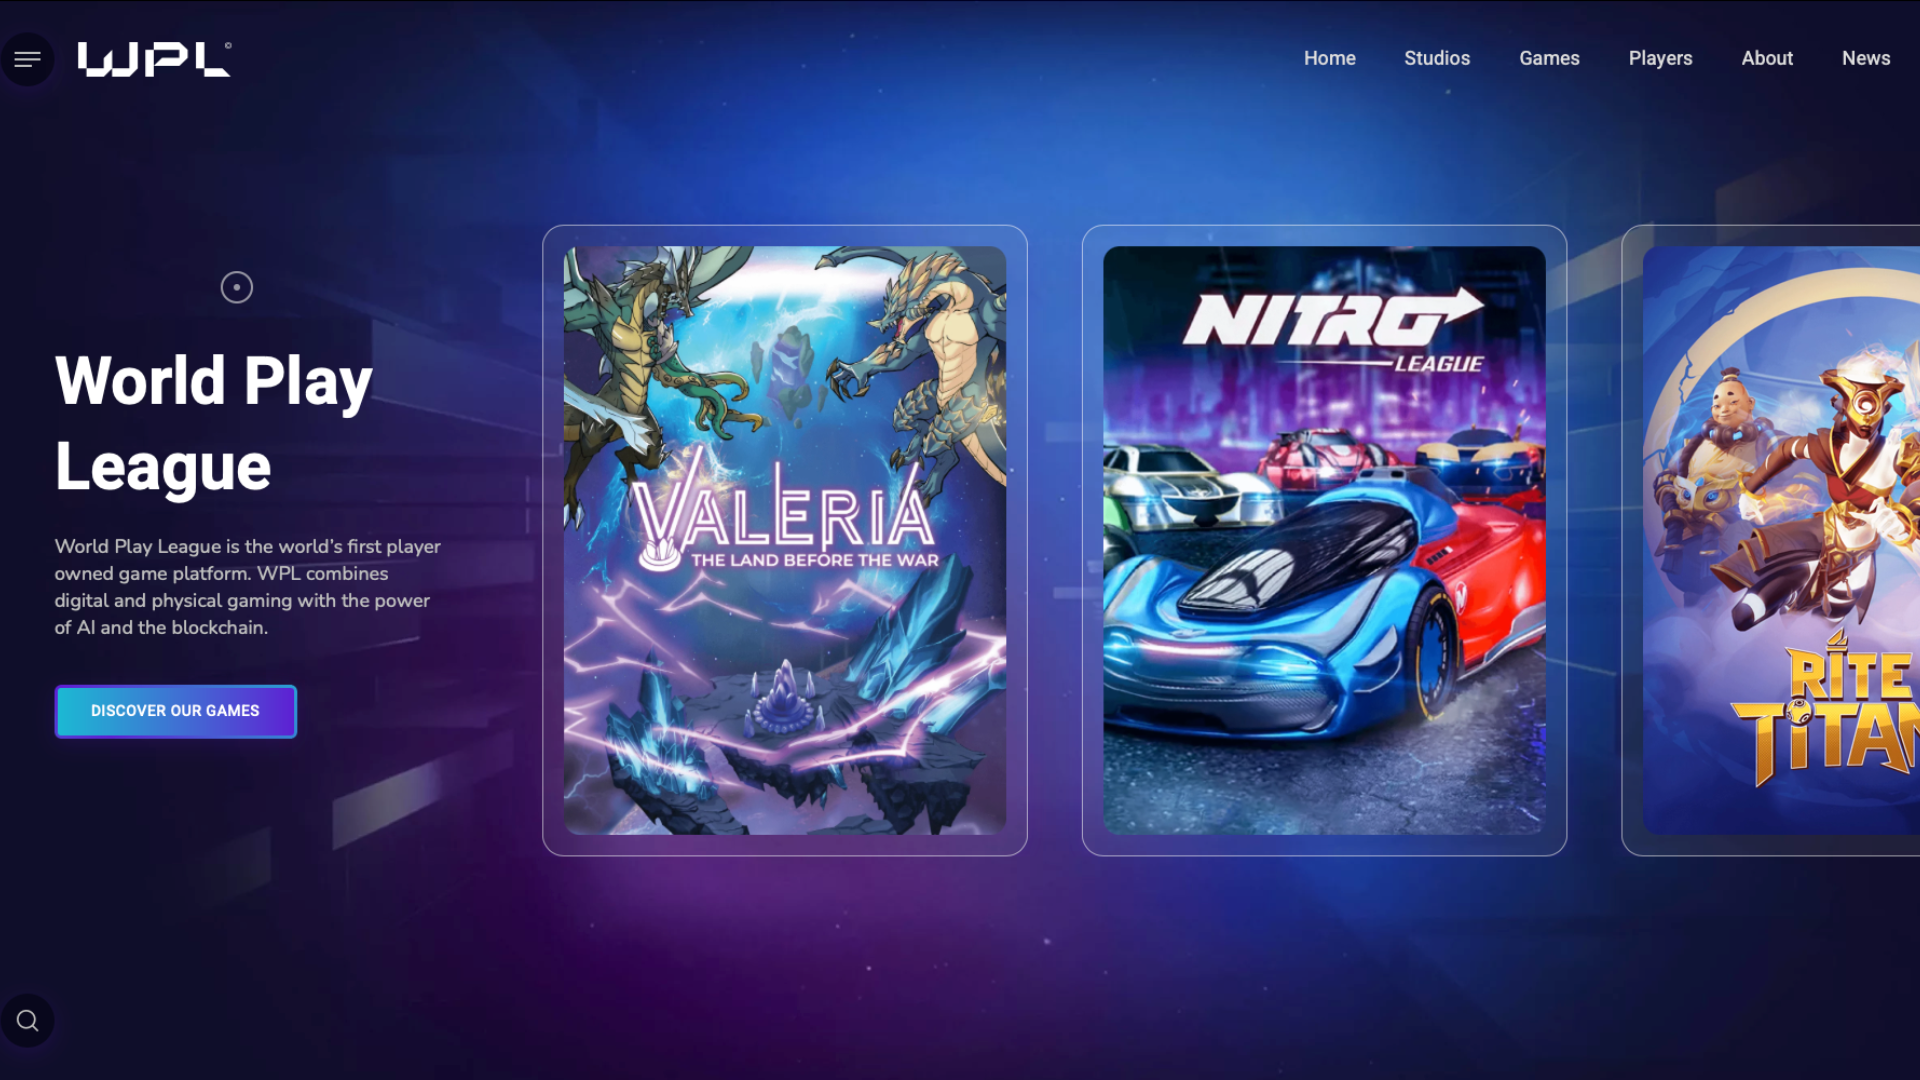 WPL
Home Studios Games Players About News
World Play
League
World Play League is the world's first player
owned game platform. WPL combines
digital and physical gaming with the power
of AI and the blockchain.
DISCOVER OUR GAMES
VALERIA
THE LAND BEFORE THE WAR
NITRO
LEAGUE
N
RITE